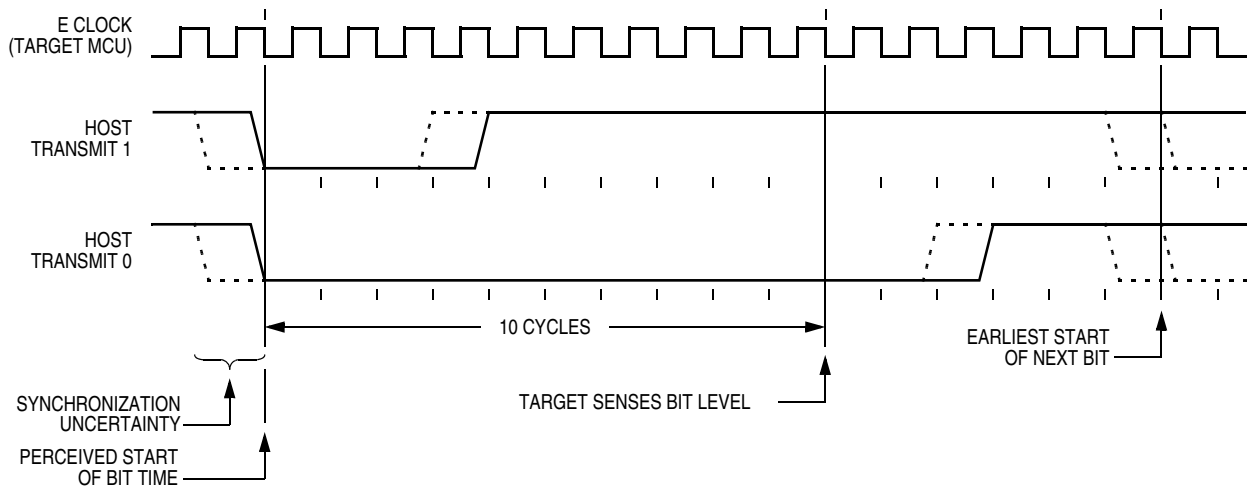 E CLOCK
(TARGET MCU)
HOST
TRANSMIT 1
HOST
TRANSMIT 0
10 CYCLES
EARLIEST START
OF NEXT BIT
SYNCHRONIZATION
UNCERTAINTY
TARGET SENSES BIT LEVEL
PERCEIVED START
OF BIT TIME